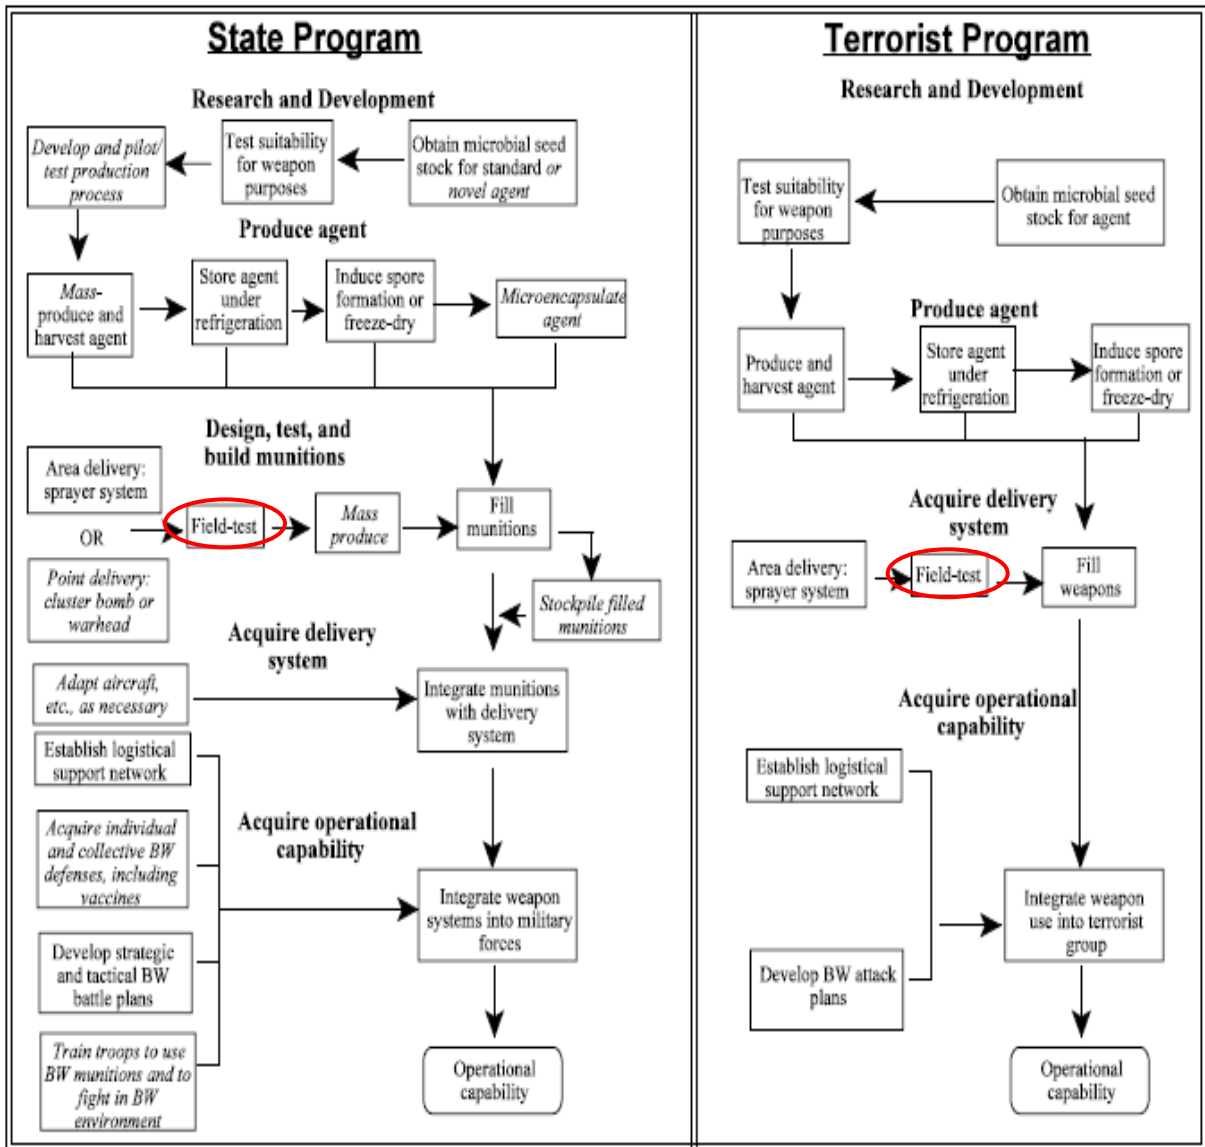 State Program
Research and Development
Develop and pilot/
test production
process
Test suitability
for weapon
purposes
Obtain microbial seed
stock for standard or
novel agent
Produce agent
Mass-
produce and
harvest agent
Store agent
under
refrigeration
Induce spore
formation or
freeze-dry
Microencapsulate
agent
Design, test, and
build munitions
Area delivery:
sprayer system
OR
Point delivery:
cluster bomb or
warhead
Field-test
Mass
produce
Fill
munitions
Stockpile filled
munitions
Acquire delivery
system
Adapt aircraft,
etc., as necessary
Integrate munitions
with delivery
system
Establish logistical
support network
Acquire individual
and collective BW
defenses, including
vaccines
Develop strategic
and tactical BW
battle plans
Train troops to use
BW munitions and to
fight in BW
environment
Acquire operational
capability
Integrate weapon
systems into military
forces
Operational
capability
Terrorist Program
Research and Development
Test suitability
for weapon
purposes
Obtain microbial seed
stock for agent
Produce agent
Produce and
harvest agent
Store agent
under
refrigeration
Induce spore
formation or
freeze-dry
Acquire delivery
system
Area delivery:
sprayer system
Field-test
Fill
weapons
Acquire operational
capability
Establish logistical
support network
Develop BW attack
plans
Integrate weapon
use into terrorist
group
Operational
capability